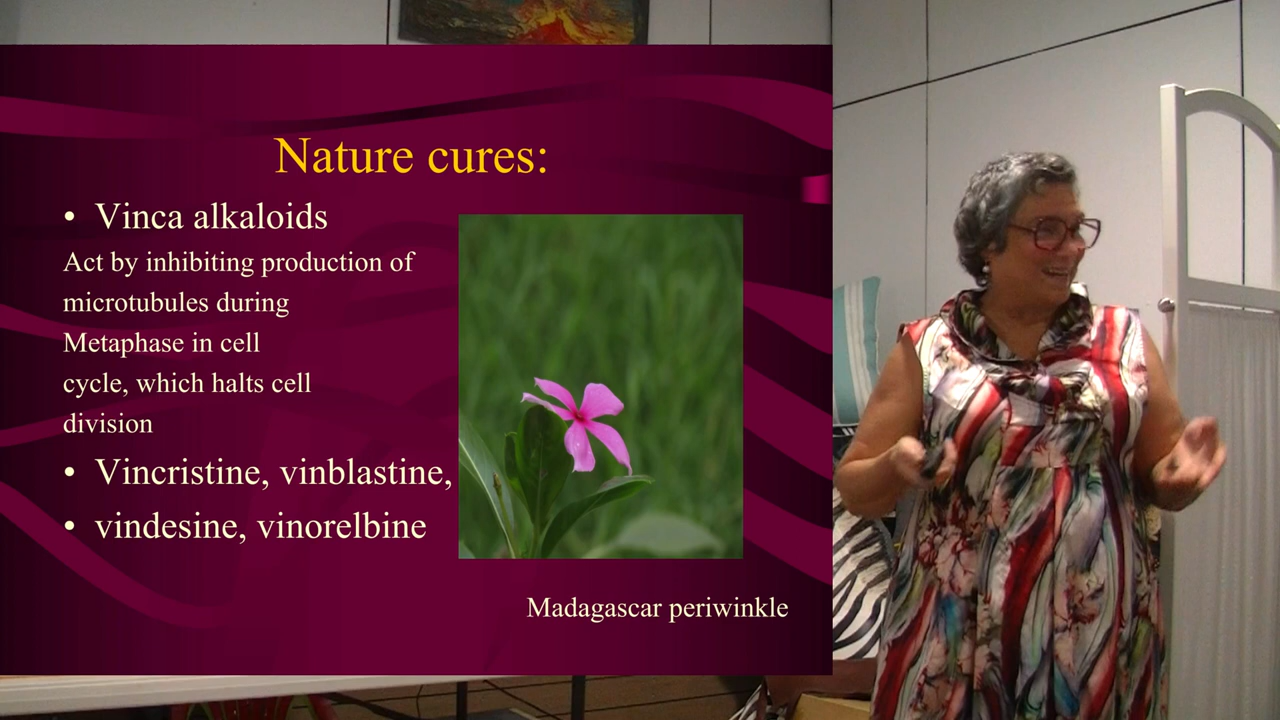 Nature cures:
• Vinca alkaloids
Act by inhibiting production of
microtubules during
Metaphase in cell
cycle, which halts cell
division
• Vincristine, vinblastine,
• vindesine, vinorelbine
Madagascar periwinkle